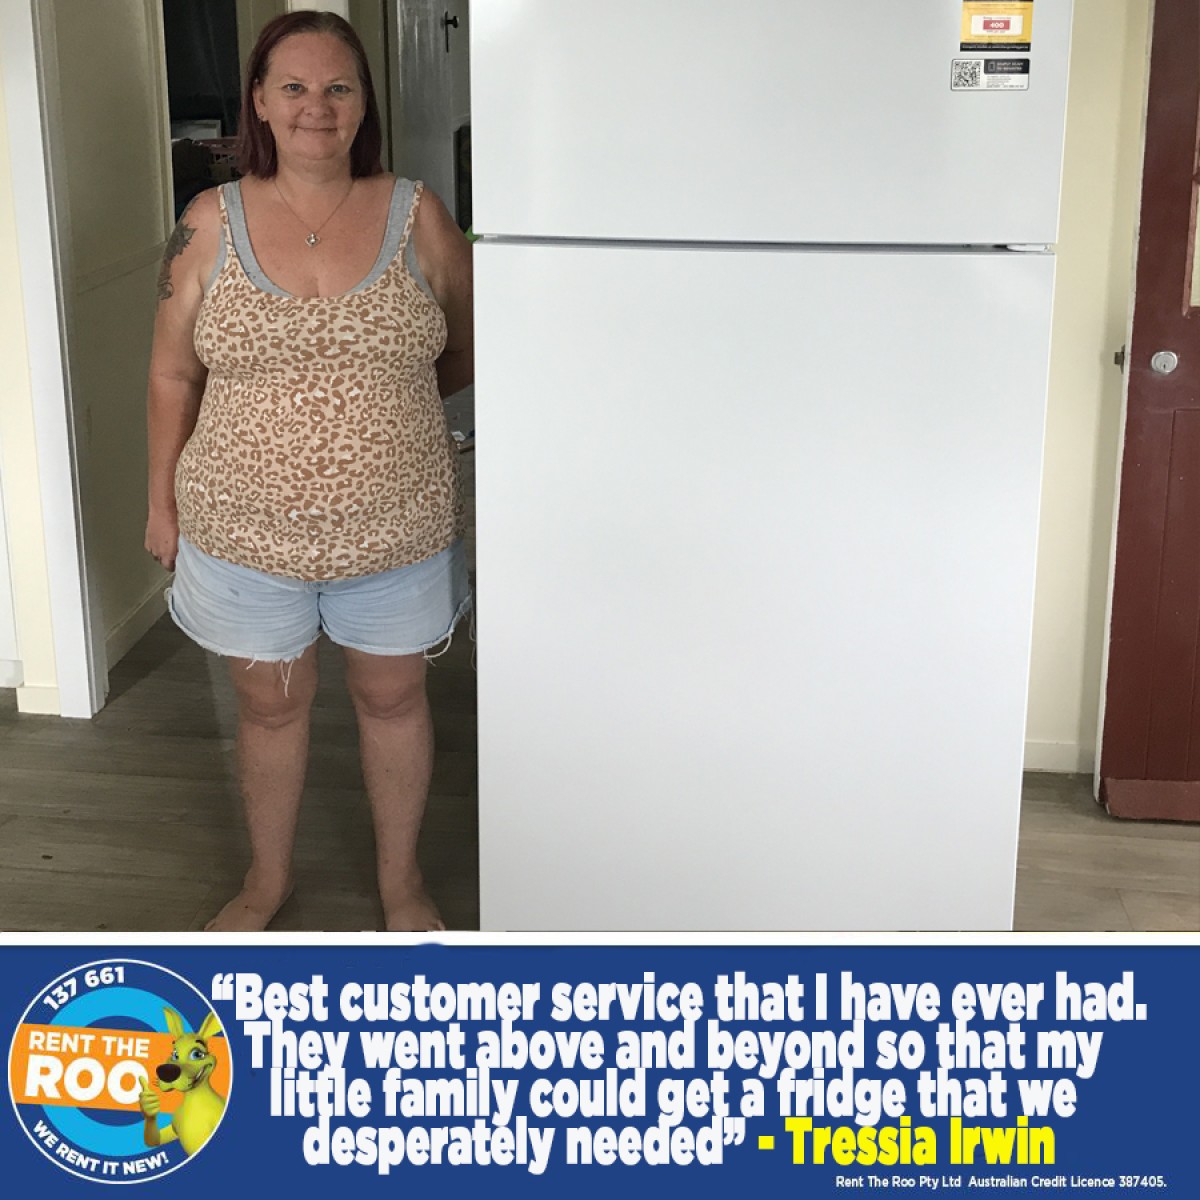 400
137 661
RENT THE
ROO
WE RENT IT NEW!
“Best customer service that I have ever had.
They went above and beyond so that my
little family could get a fridge that we
desperately needed” - Tressia Irwin
Rent The Roo Pty Ltd Australian Credit Licence 387405.